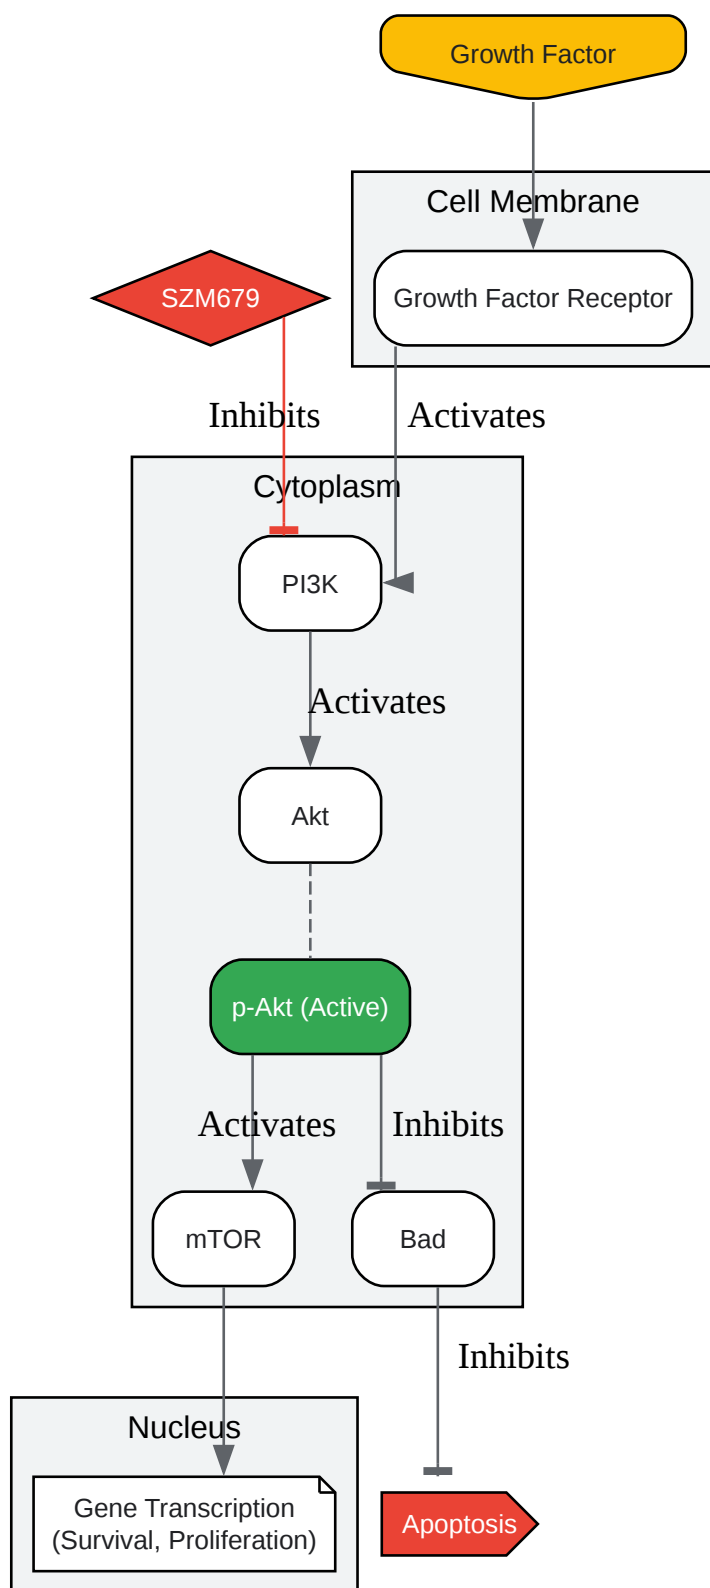 Growth Factor
Cell Membrane
SZM679
Growth Factor Receptor
Inhibits
Activates
Cytoplasm
PI3K
Activates
Akt
p-Akt (Active)
Activates
Inhibits
mTOR
Bad
Inhibits
Nucleus
Gene Transcription
(Survival, Proliferation)
Apoptosis